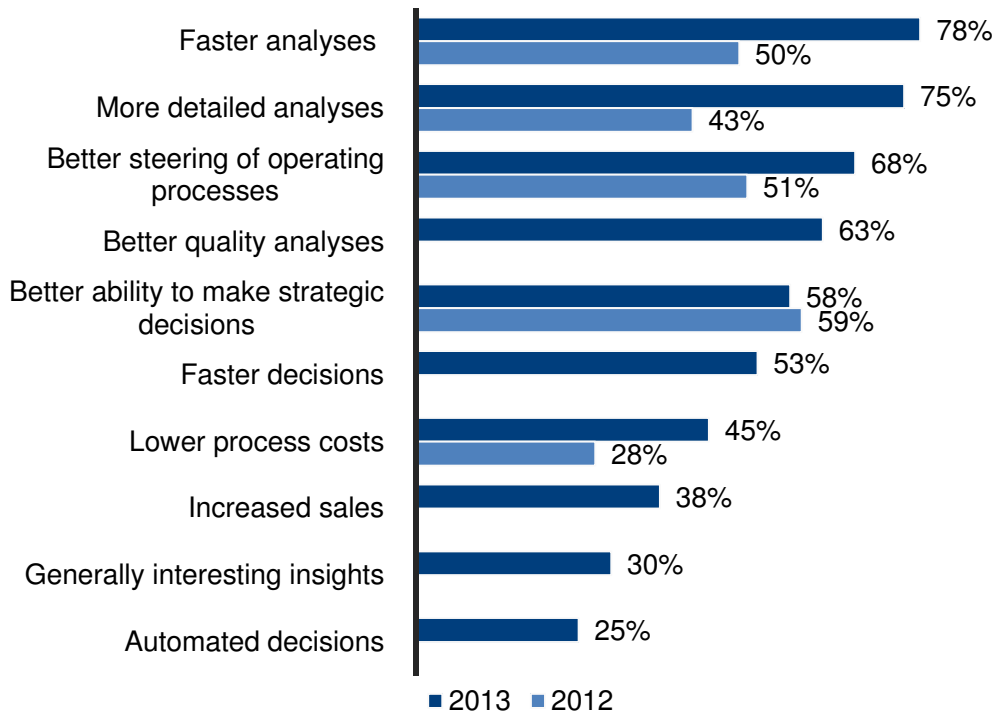 Faster analyses
78%
50%
More detailed analyses
75%
43%
Better steering of operating
processes
68%
51%
Better quality analyses
63%
Better ability to make strategic
decisions
58%
59%
Faster decisions
53%
Lower process costs
45%
28%
Increased sales
38%
Generally interesting insights
30%
Automated decisions
25%
2013 2012